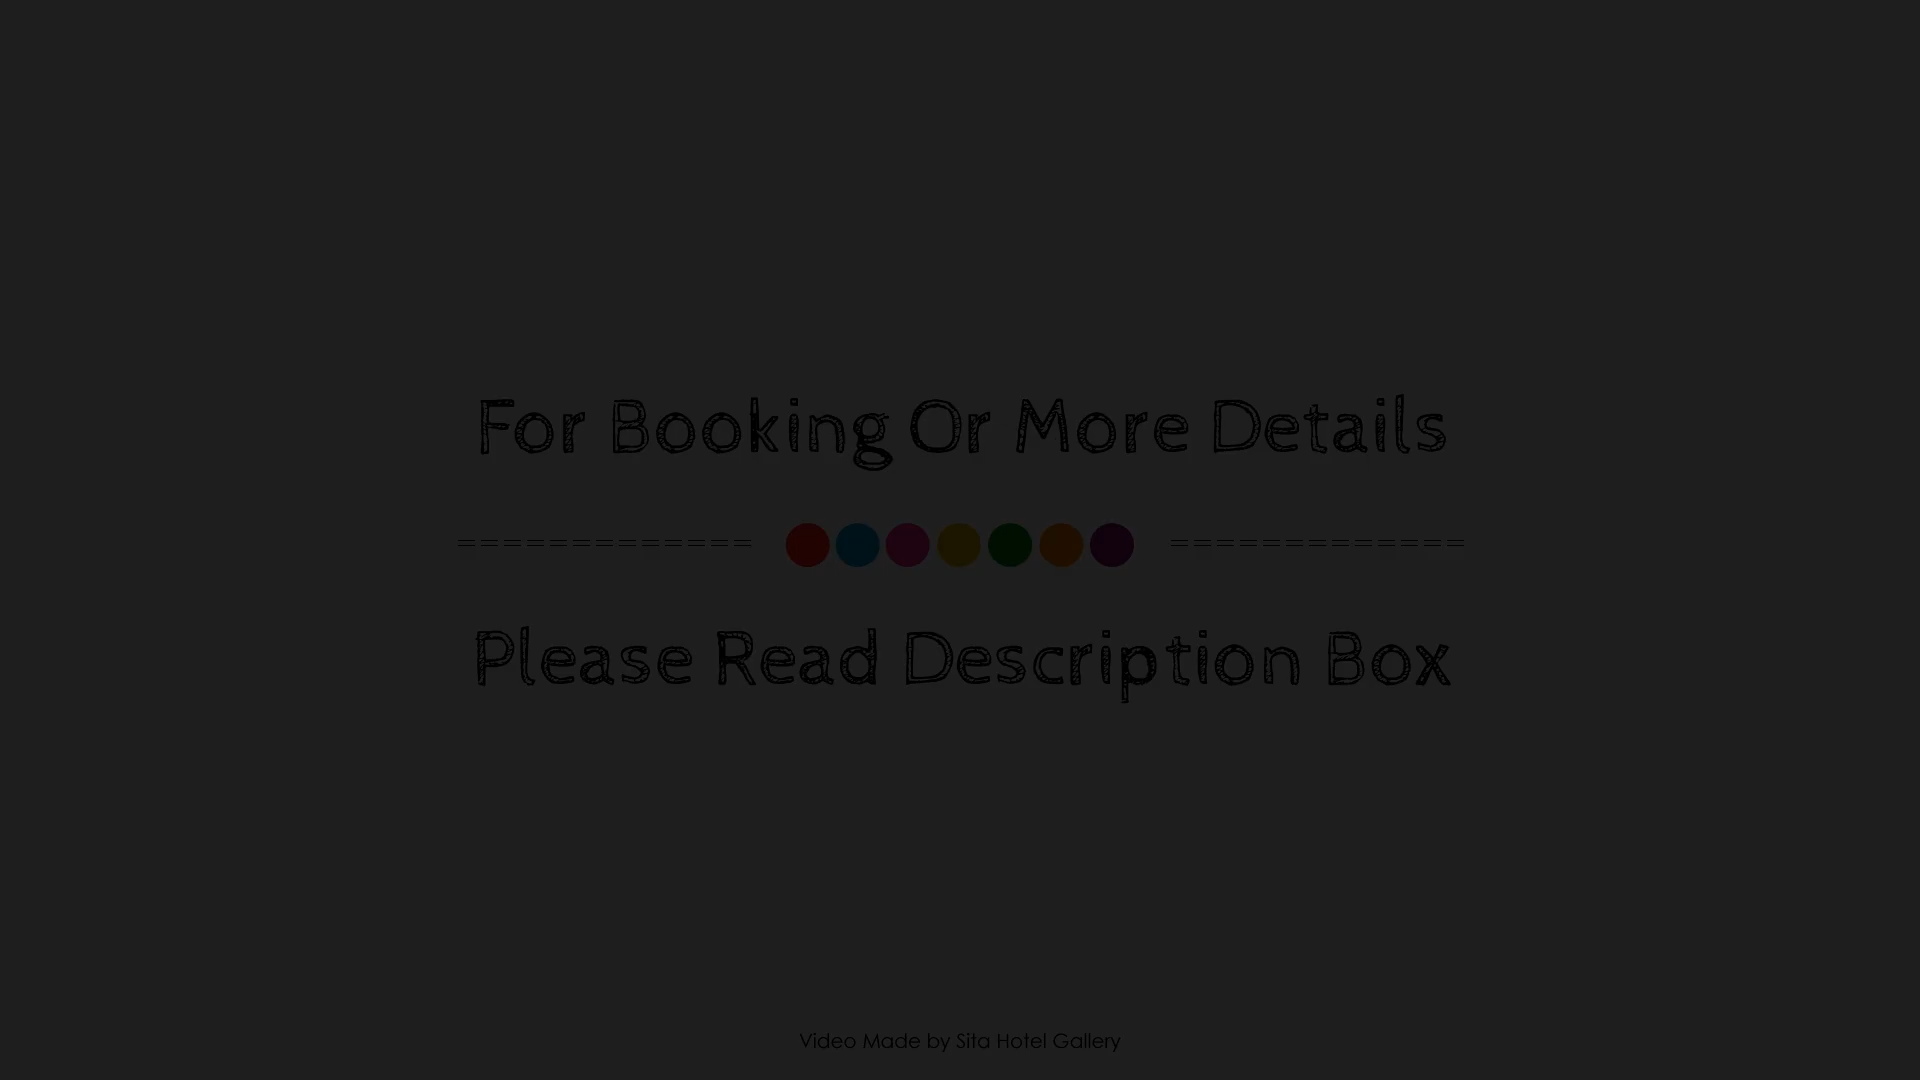 For Booking Or More Details
============= =============
Please Read Description Box
Video Made by Sita Hotel Gallery